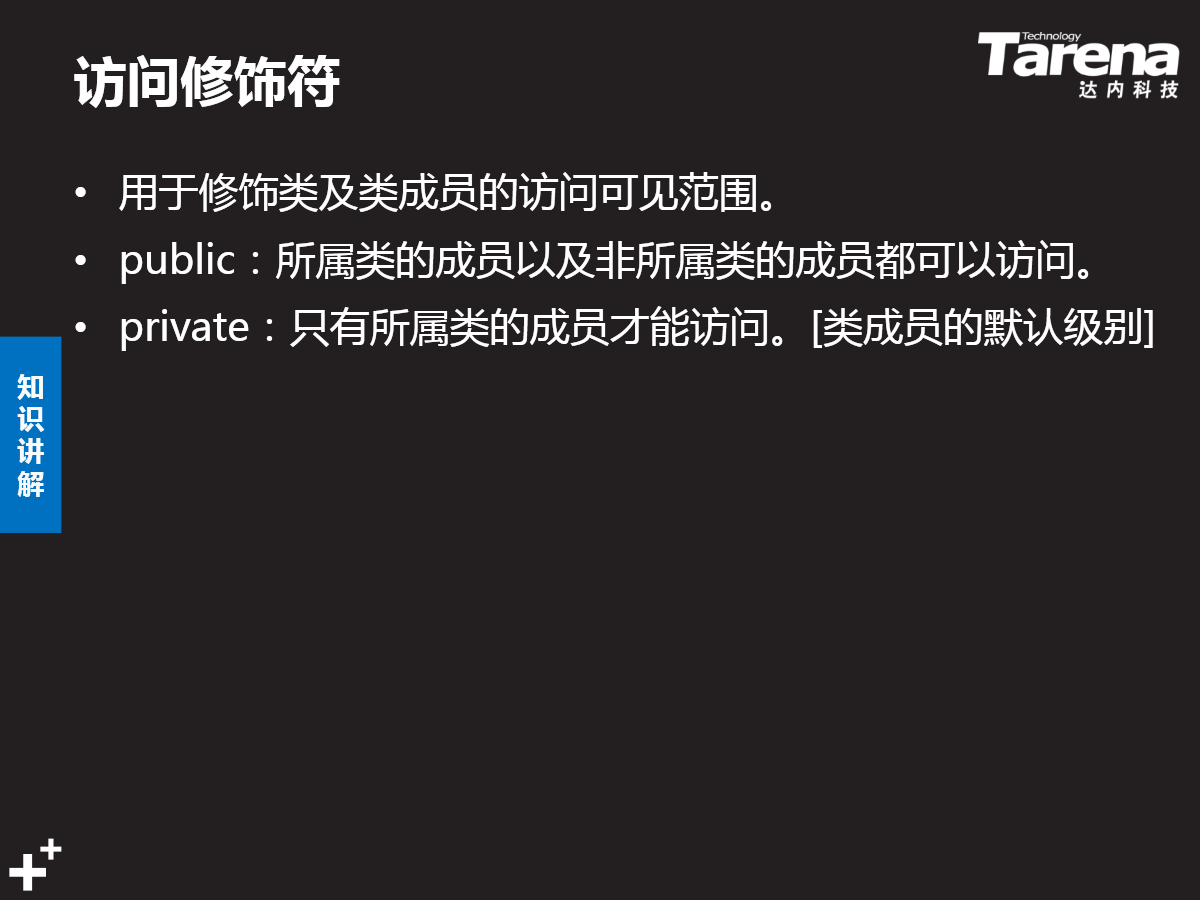 访问修饰符
Technology
Tarena
达内科技
• 用于修饰类及类成员的访问可见范围。
• public：所属类的成员以及非所属类的成员都可以访问。
• private：只有所属类的成员才能访问。[类成员的默认级别]
知识讲解